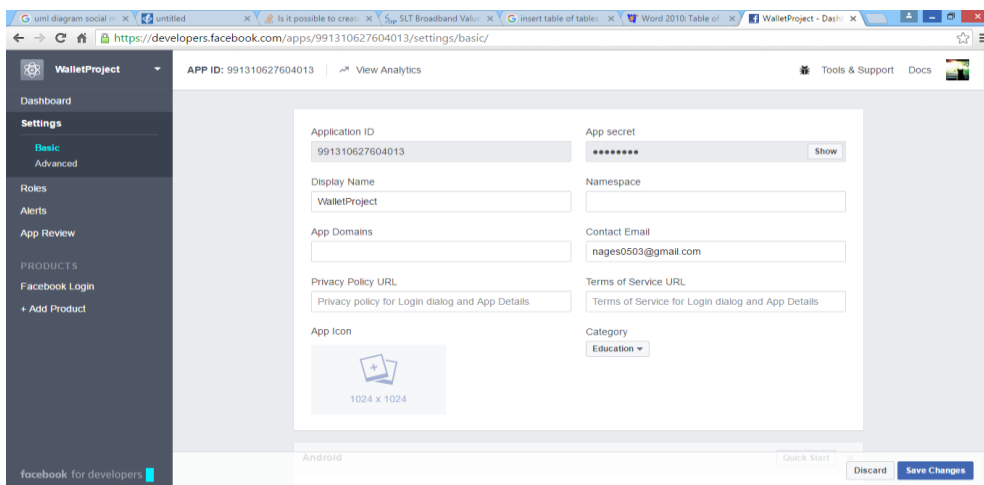 uml diagram social n
untitled
Is it possible to creat
SLT Broadband Value
insert table of tables
Word 2010: Table of
WalletProject - Dash
https://developers.facebook.com/apps/991310627604013/settings/basic/
WalletProject
APP ID: 991310627604013
View Analytics
Tools & Support
Docs
Dashboard
Settings
Basic
Advanced
Roles
Alerts
App Review
PRODUCTS
Facebook Login
+ Add Product
Application ID
991310627604013
App secret
●●●●●●●●
Show
Display Name
WalletProject
Namespace
App Domains
Contact Email
nages0503@gmail.com
Privacy Policy URL
Privacy policy for Login dialog and App Details
Terms of Service URL
Terms of Service for Login dialog and App Details
App Icon
1024 x 1024
Category
Education
Android
Quick Start
facebook for developers
Discard
Save Changes